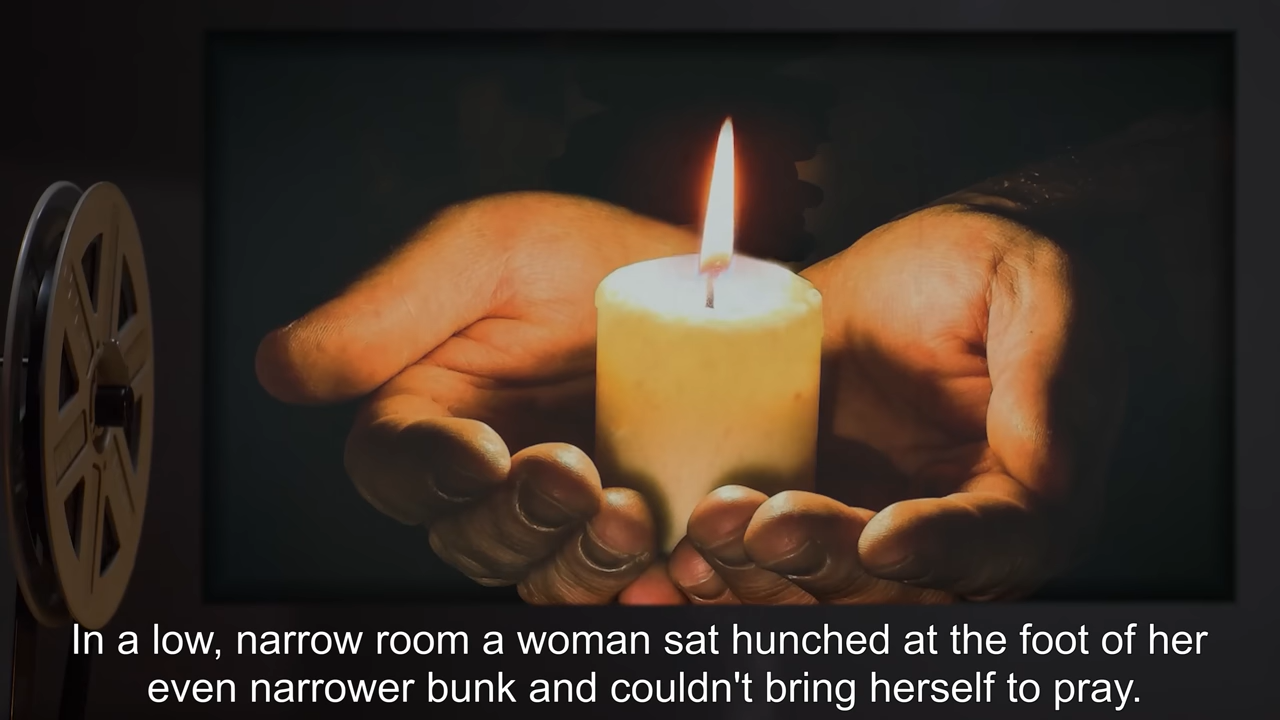 In a low, narrow room a woman sat hunched at the foot of her
even narrower bunk and couldn't bring herself to pray.